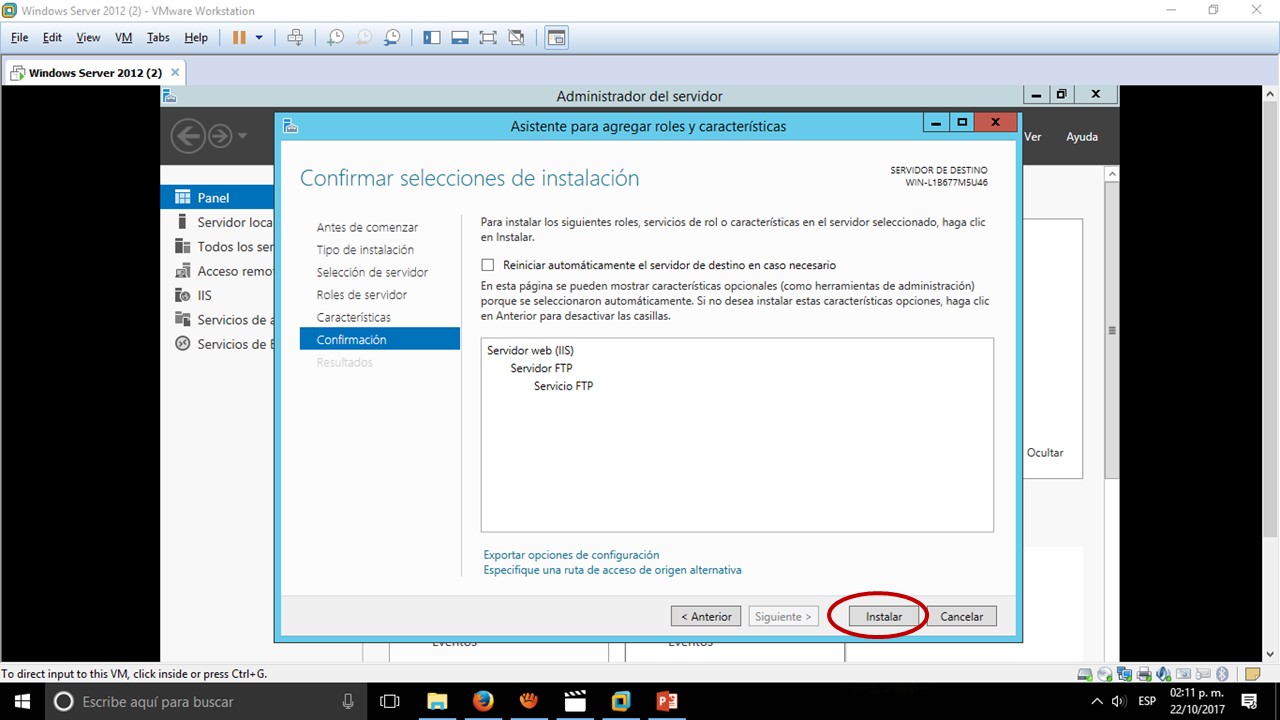 Windows Server 2012 (2) - VMware Workstation
File Edit View VM Tabs Help
Windows Server 2012 (2)
Administrador del servidor
Asistente para agregar roles y características
Ver Ayuda
Panel
Servidor loca
Todos los ser
Acceso remo
IIS
Servicios de a
Servicios de E
Confirmar selecciones de instalación
SERVIDOR DE DESTINO
WIN-L1B677M5U46
Antes de comenzar
Tipo de instalación
Selección de servidor
Roles de servidor
Características
Confirmación
Resultados
Para instalar los siguientes roles, servicios de rol o características en el servidor seleccionado, haga clic
en Instalar.
Reiniciar automáticamente el servidor de destino en caso necesario
En esta página se pueden mostrar características opcionales (como herramientas de administración)
porque se seleccionaron automáticamente. Si no desea instalar estas características opciones, haga clic
en Anterior para desactivar las casillas.
Servidor web (IIS)
Servidor FTP
Servicio FTP
Ocultar
Exportar opciones de configuración
Especifique una ruta de acceso de origen alternativa
< Anterior Siguiente > Instalar Cancelar
Eventos Eventos
To direct input to this VM, click inside or press Ctrl+G.
Escribe aquí para buscar
ESP
02:11 p. m.
22/10/2017